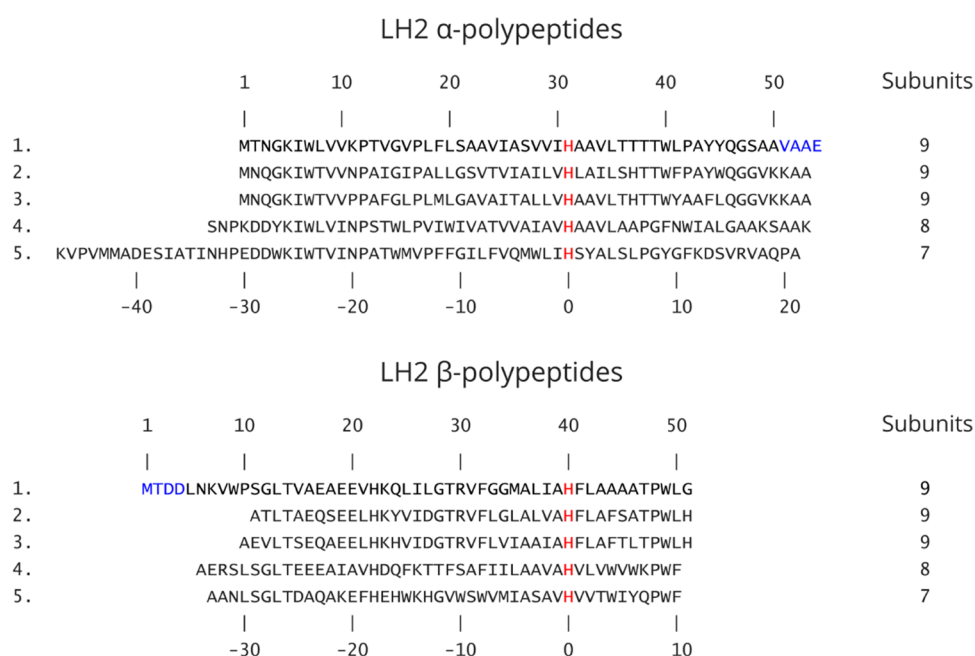 LH2 α-polypeptides
1 10 20 30 40 50 Subunits
1. MTNGKIWLVVKPTVGVPLFLSAAVIASVVIHAAVLTTTTWLPAYYQGSAAVAAE 9
2. MNQGKIWTVVNPAIGIPALLGSVTVIAILVHLAILSHTTWFPAYWQGGVKKAA 9
3. MNQGKIWTVVPPAFGLPLMLGAVAITALLVHAAVLTHTTWYAAFLQGGVKKAA 9
4. SNPKDDYKIWLVINPSTWLPVIWIVATVVAIAVHAAVLAAPGFNWIALGAAKSAAK 8
5. KVPVMMADESIATINHPEDDWKIWTVINPATWMVPFFGILFVQMWLIHSYALSLPGYGFKDSVRVAQPA 7
-40 -30 -20 -10 0 10 20
LH2 β-polypeptides
1 10 20 30 40 50 Subunits
1. MTDDLNKVWPSGLTVAEAEEVHKQLILGTRVFGGMALIAHFLAAAATPWLG 9
2. ATLTAEQSEELHKYVIDGTRVFLGLALVAHFLAFSATPWLH 9
3. AEVLTSEQAEELHKHVIDGTRVFLVIAAIAHFLAFTLTPWLH 9
4. AERSLSGLTEEEAIAVHDQFKTTFSAFIILAAVAHVLVWVWKPWF 8
5. AANLSGLTDAQAKEFHEHWKHGVWSWVMIASAVHVVTWIYQPWF 7
-30 -20 -10 0 10